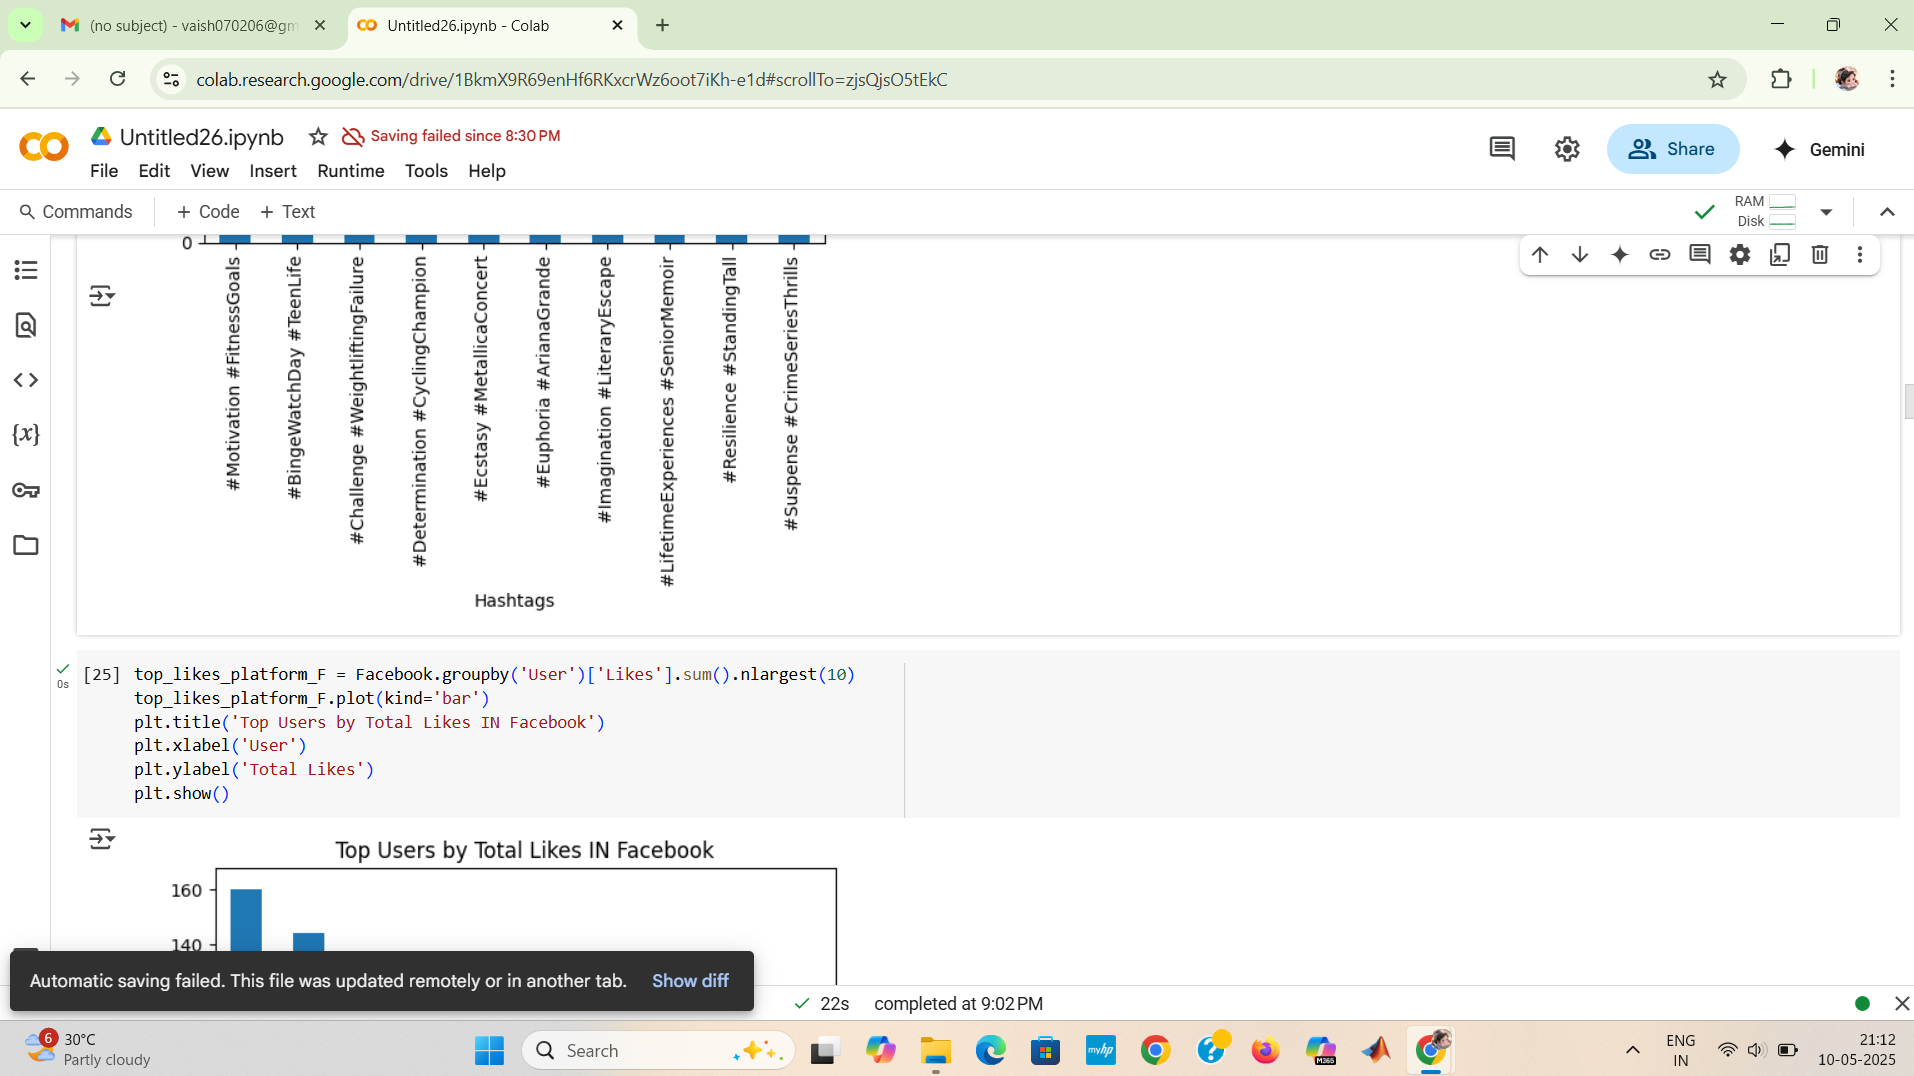 (no subject) - vaish070206@gm
Untitled26.ipynb - Colab
colab.research.google.com/drive/1BkmX9R69enHf6RKxcrWz6oot7iKh-e1d#scrollTo=zjsQjsO5tEkC
Untitled26.ipynb
Saving failed since 8:30 PM
File Edit View Insert Runtime Tools Help
Share
Gemini
Commands
+ Code + Text
RAM
Disk
0
#Motivation #FitnessGoals
#BingeWatchDay #TeenLife
#Challenge #WeightliftingFailure
#Determination #CyclingChampion
#Ecstasy #MetallicaConcert
#Euphoria #ArianaGrande
#Imagination #LiteraryEscape
#LifetimeExperiences #SeniorMemoir
#Resilience #StandingTall
#Suspense #CrimeSeriesThrills
Hashtags
0s
[25] top_likes_platform_F = Facebook.groupby('User')['Likes'].sum().nlargest(10)
top_likes_platform_F.plot(kind='bar')
plt.title('Top Users by Total Likes IN Facebook')
plt.xlabel('User')
plt.ylabel('Total Likes')
plt.show()
Top Users by Total Likes IN Facebook
160
140
Automatic saving failed. This file was updated remotely or in another tab. Show diff
22s completed at 9:02 PM
6
30°C
Partly cloudy
Search
myhp
M365
ENG
IN
21:12
10-05-2025